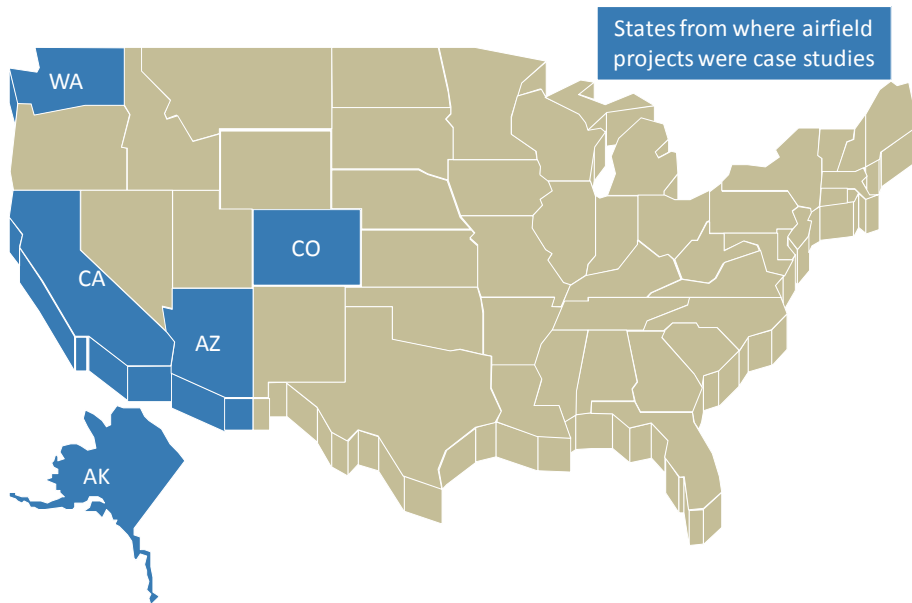 States from where airfield
projects were case studies
WA
CO
CA
AZ
AK